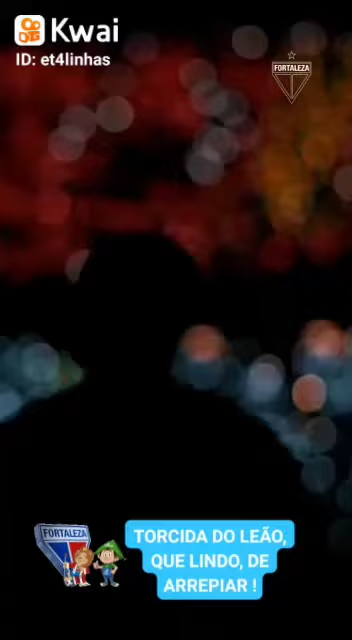 Kwai
ID: et4linhas
FORTALEZA
FORTALEZA
TORCIDA DO LEÃO,
QUE LINDO, DE
ARREPIAR !